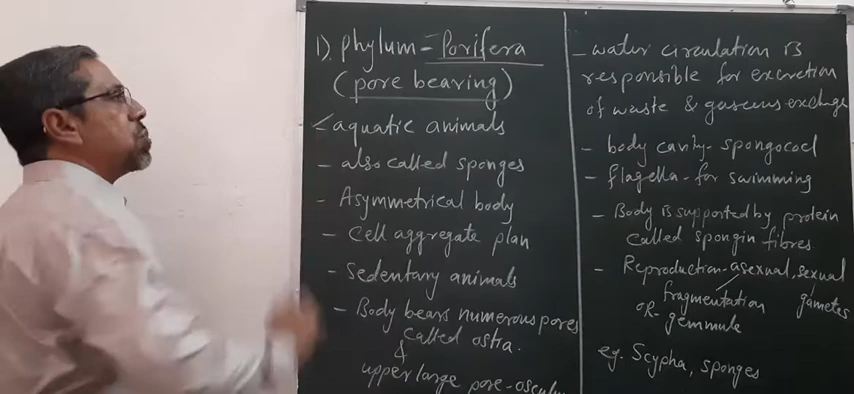 1). Phylum = Porifera
(pore bearing)
- aquatic animals
- also called sponges
- Asymmetrical body
- Cell aggregate plan
- Sedentary animals
- Body bears numerous pores
called ostia.
&
upper large pore-osculu
- water circulation is
responsible for excretion
of waste & gaseous exchange
- body cavity - spongocoel
- flagella - for swimming
- Body is supported by protein
called spongin fibres.
- Reproduction - asexual, sexual
fragmentation gametes
OR - gemmule
eg. Scypha, sponges